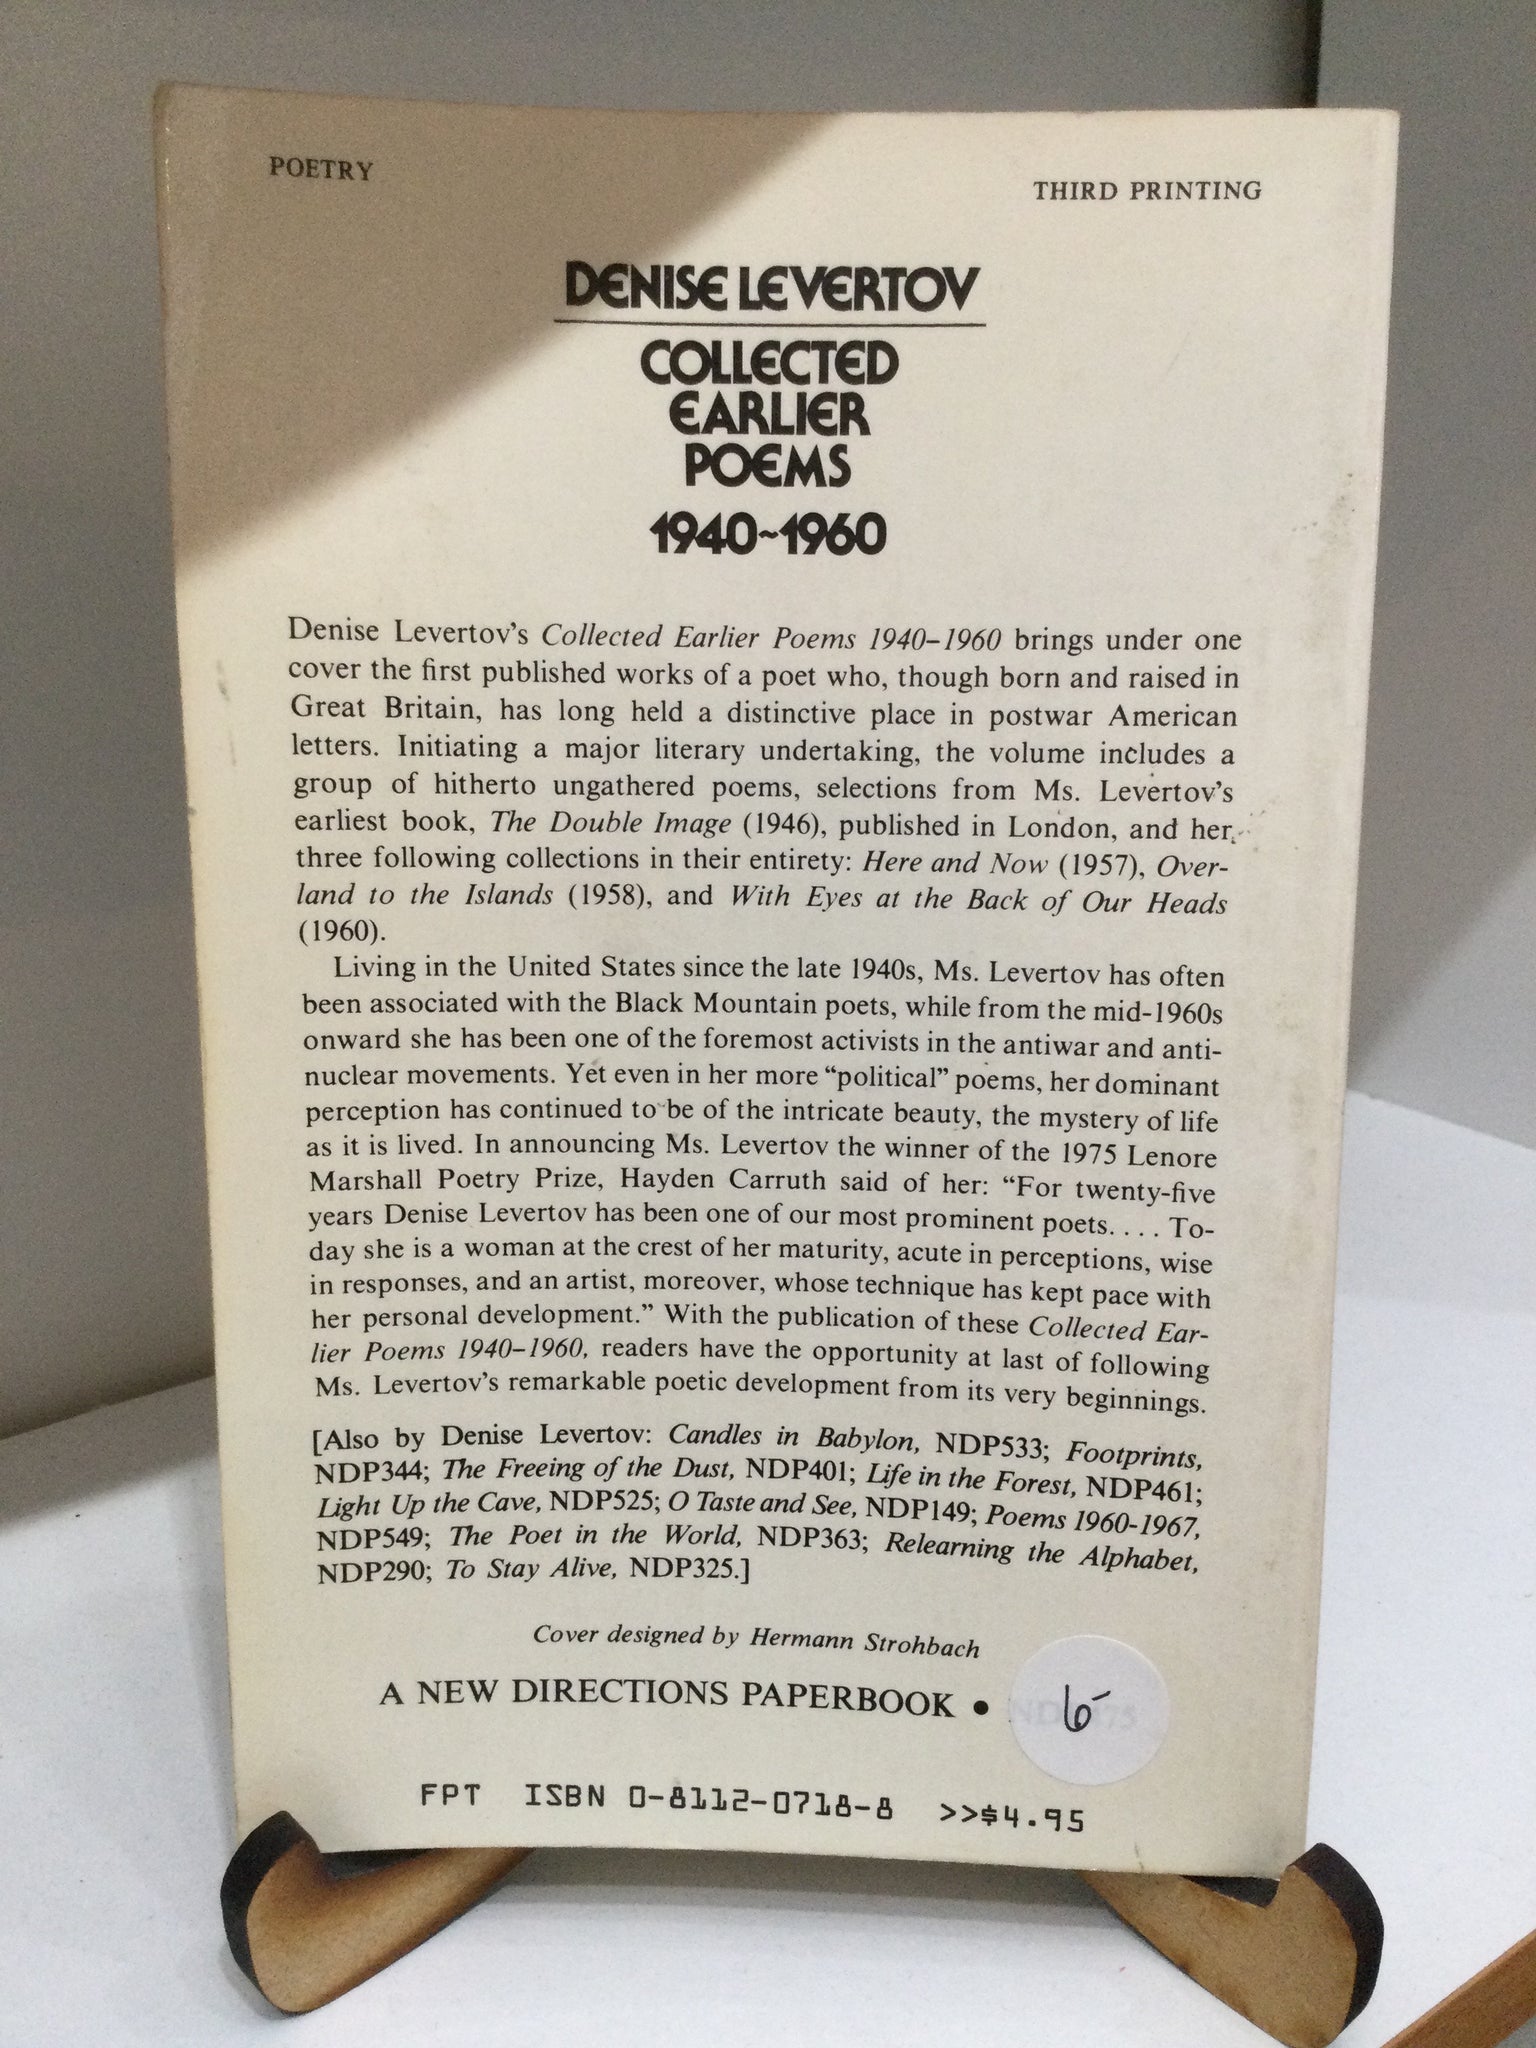 POETRY
THIRD PRINTING
DENISE LEVERTOV
COLLECTED
EARLIER
POEMS
1940~1960
Denise Levertov's Collected Earlier Poems 1940–1960 brings under one
cover the first published works of a poet who, though born and raised in
Great Britain, has long held a distinctive place in postwar American
letters. Initiating a major literary undertaking, the volume includes a
group of hitherto ungathered poems, selections from Ms. Levertov's
earliest book, The Double Image (1946), published in London, and her
three following collections in their entirety: Here and Now (1957), Over-
land to the Islands (1958), and With Eyes at the Back of Our Heads
(1960).
Living in the United States since the late 1940s, Ms. Levertov has often
been associated with the Black Mountain poets, while from the mid-1960s
onward she has been one of the foremost activists in the antiwar and anti-
nuclear movements. Yet even in her more “political” poems, her dominant
perception has continued to be of the intricate beauty, the mystery of life
as it is lived. In announcing Ms. Levertov the winner of the 1975 Lenore
Marshall Poetry Prize, Hayden Carruth said of her: “For twenty-five
years Denise Levertov has been one of our most prominent poets. . . . To-
day she is a woman at the crest of her maturity, acute in perceptions, wise
in responses, and an artist, moreover, whose technique has kept pace with
her personal development.” With the publication of these Collected Ear-
lier Poems 1940–1960, readers have the opportunity at last of following
Ms. Levertov's remarkable poetic development from its very beginnings.
[Also by Denise Levertov: Candles in Babylon, NDP533; Footprints,
NDP344; The Freeing of the Dust, NDP401; Life in the Forest, NDP461;
Light Up the Cave, NDP525; O Taste and See, NDP149; Poems 1960-1967,
NDP549; The Poet in the World, NDP363; Relearning the Alphabet,
NDP290; To Stay Alive, NDP325.]
Cover designed by Hermann Strohbach
A NEW DIRECTIONS PAPERBOOK •
6-
FPT ISBN 0-8112-0718-8 >>$4.95